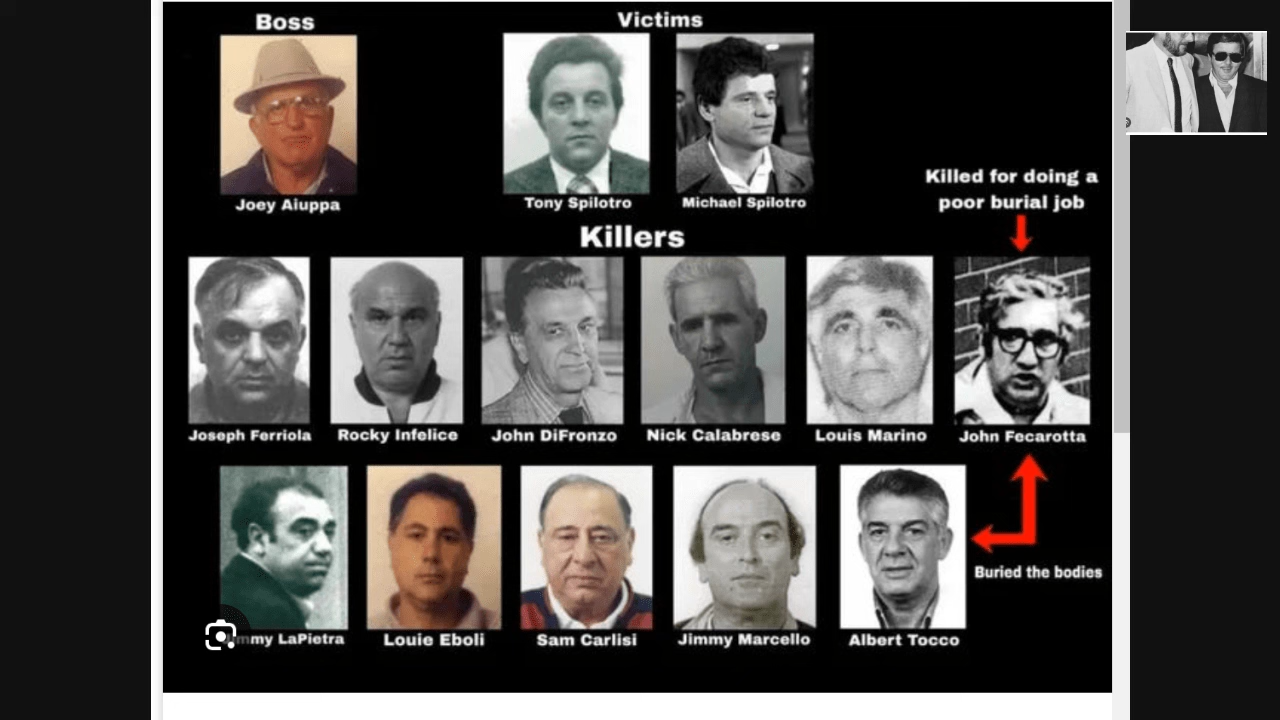 Boss
Victims
Joey Aiuppa
Tony Spilotro
Michael Spilotro
Killed for doing a
poor burial job
Killers
Joseph Ferriola
Rocky Infelice
John DiFronzo
Nick Calabrese
Louis Marino
John Fecarotta
Buried the bodies
mmy LaPietra
Louie Eboli
Sam Carlisi
Jimmy Marcello
Albert Tocco